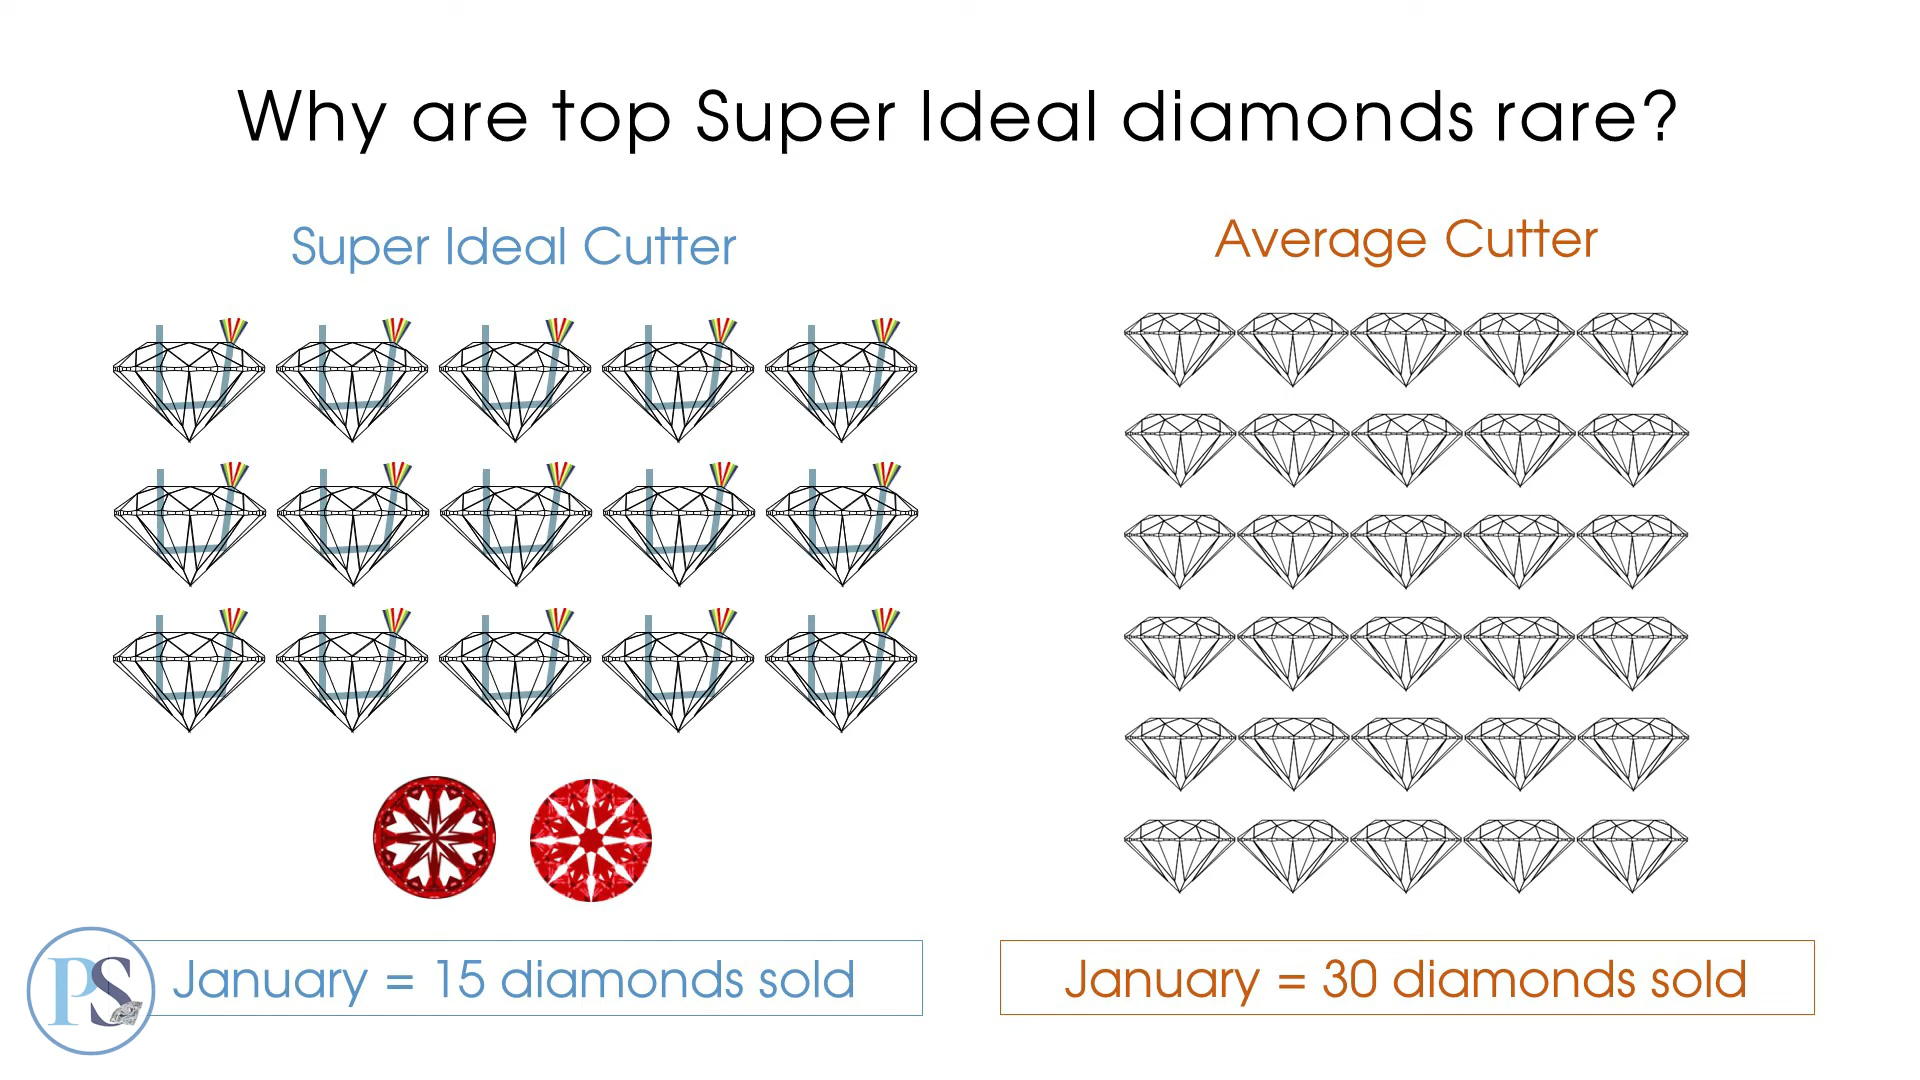 Why are top Super Ideal diamonds rare?
Super Ideal Cutter
Average Cutter
PS
January = 15 diamonds sold
January = 30 diamonds sold